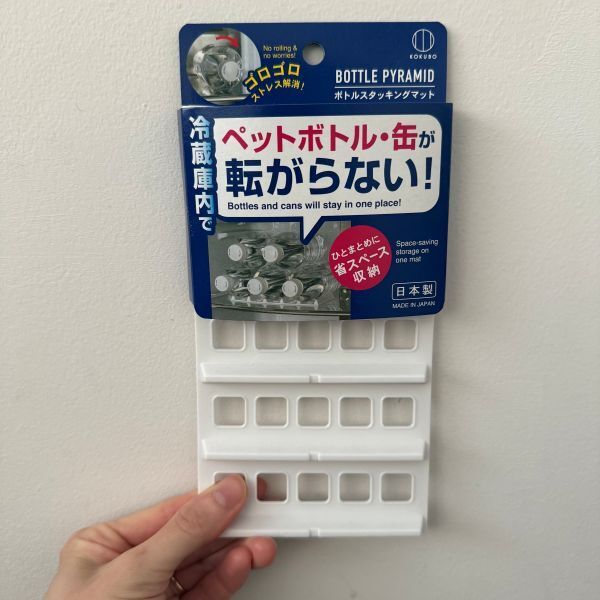 No rolling &
no worries!
ゴロゴロ
ストレス解消!
KOKUBO
BOTTLE PYRAMID
ボトルスタッキングマット
冷蔵庫内で
ペットボトル・缶が
転がらない!
Bottles and cans will stay in one place!
ひとまとめに
省スペース
収納
Space-saving
storage on
one mat
日本製
MADE IN JAPAN